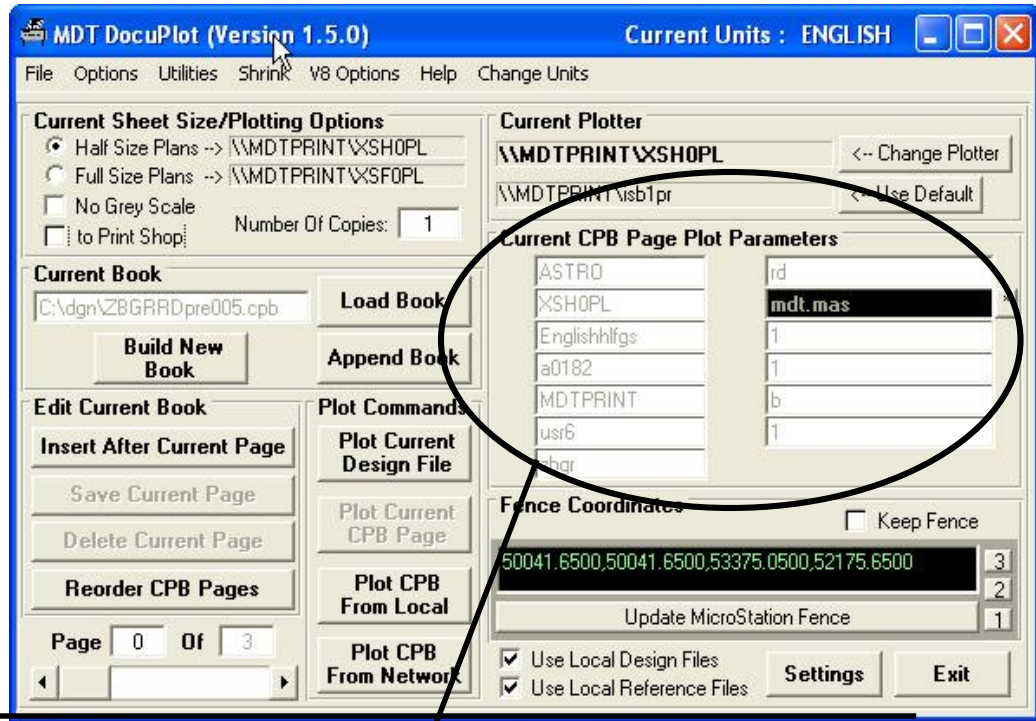 MDT DocuPlot (Version 1.5.0) Current Units : ENGLISH
File Options Utilities Shrink V8 Options Help Change Units
Current Sheet Size/Plotting Options
Half Size Plans --> \\MDTPRINT\XSH0PL
Full Size Plans --> \\MDTPRINT\XSF0PL
No Grey Scale
to Print Shop
Number Of Copies: 1
Current Plotter
\\MDTPRINT\XSH0PL <-- Change Plotter
\\MDTPRINT\isb1pr <-- Use Default
Current Book
C:\dgn\ZBGRRDpre005.cpb
Load Book
Build New
Book
Append Book
Current CPB Page Plot Parameters
ASTRO rd
XSH0PL mdt.mas *
Englishhlfgs 1
a0182 1
MDTPRINT b
usr6 1
zbgr
Edit Current Book
Insert After Current Page
Save Current Page
Delete Current Page
Reorder CPB Pages
Page 0 Of 3
Plot Commands
Plot Current
Design File
Plot Current
CPB Page
Plot CPB
From Local
Plot CPB
From Network
Fence Coordinates
Keep Fence
50041.6500,50041.6500,53375.0500,52175.6500
3
2
1
Update MicroStation Fence
Use Local Design Files
Use Local Reference Files
Settings
Exit